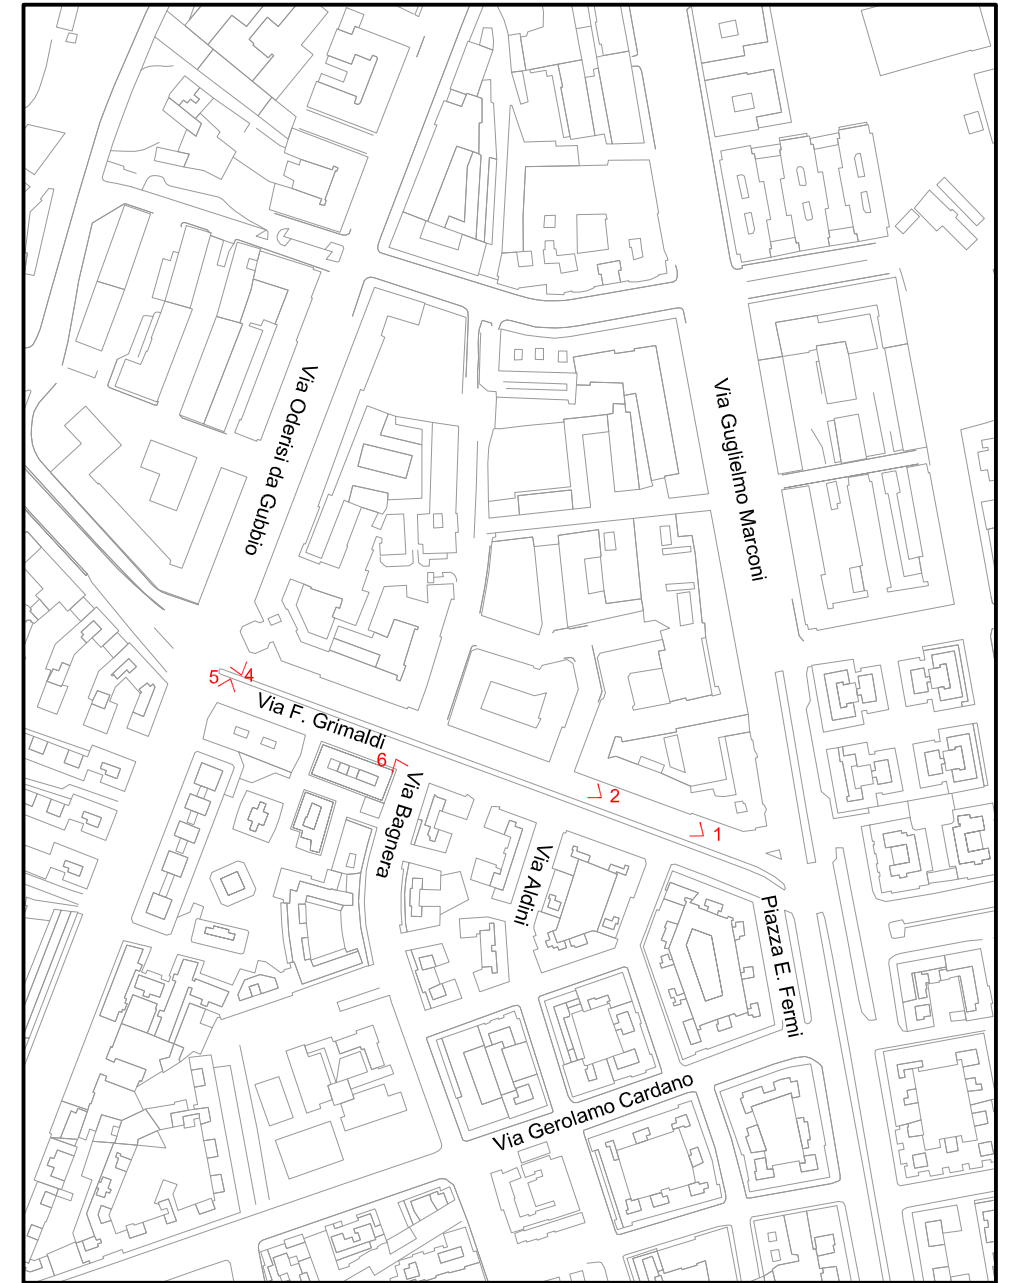 Via Oderisi da Gubbio
Via Guglielmo Marconi
5
4
Via F. Grimaldi
6
Via Bagnera
2
1
Via Aldini
Piazza E. Fermi
Via Gerolamo Cardano